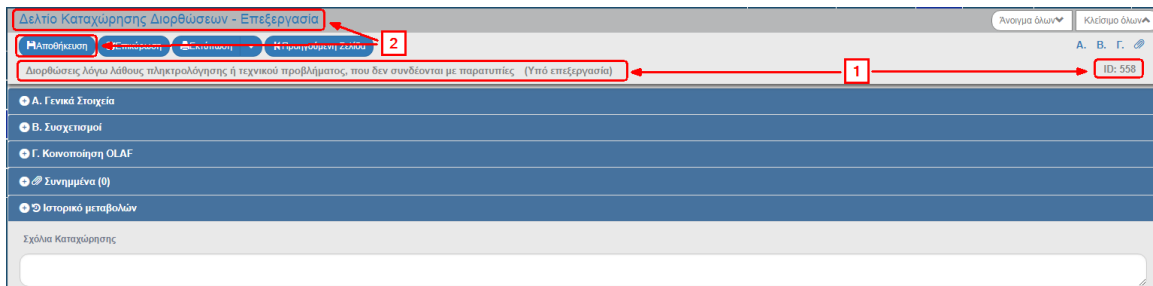 Δελτίο Καταχώρησης Διορθώσεων - Επεξεργασία
Άνοιγμα όλων Κλείσιμο όλων
Αποθήκευση Επικύρωση Εκτύπωση Προηγούμενη Σελίδα 2
Α. Β. Γ.
Διορθώσεις λόγω λάθους πληκτρολόγησης ή τεχνικού προβλήματος, που δεν συνδέονται με παρατυπίες (Υπό επεξεργασία) 1 ID: 558
Α. Γενικά Στοιχεία
Β. Συσχετισμοί
Γ. Κοινοποίηση OLAF
Συνημμένα (0)
Ιστορικό μεταβολών
Σχόλια Καταχώρησης